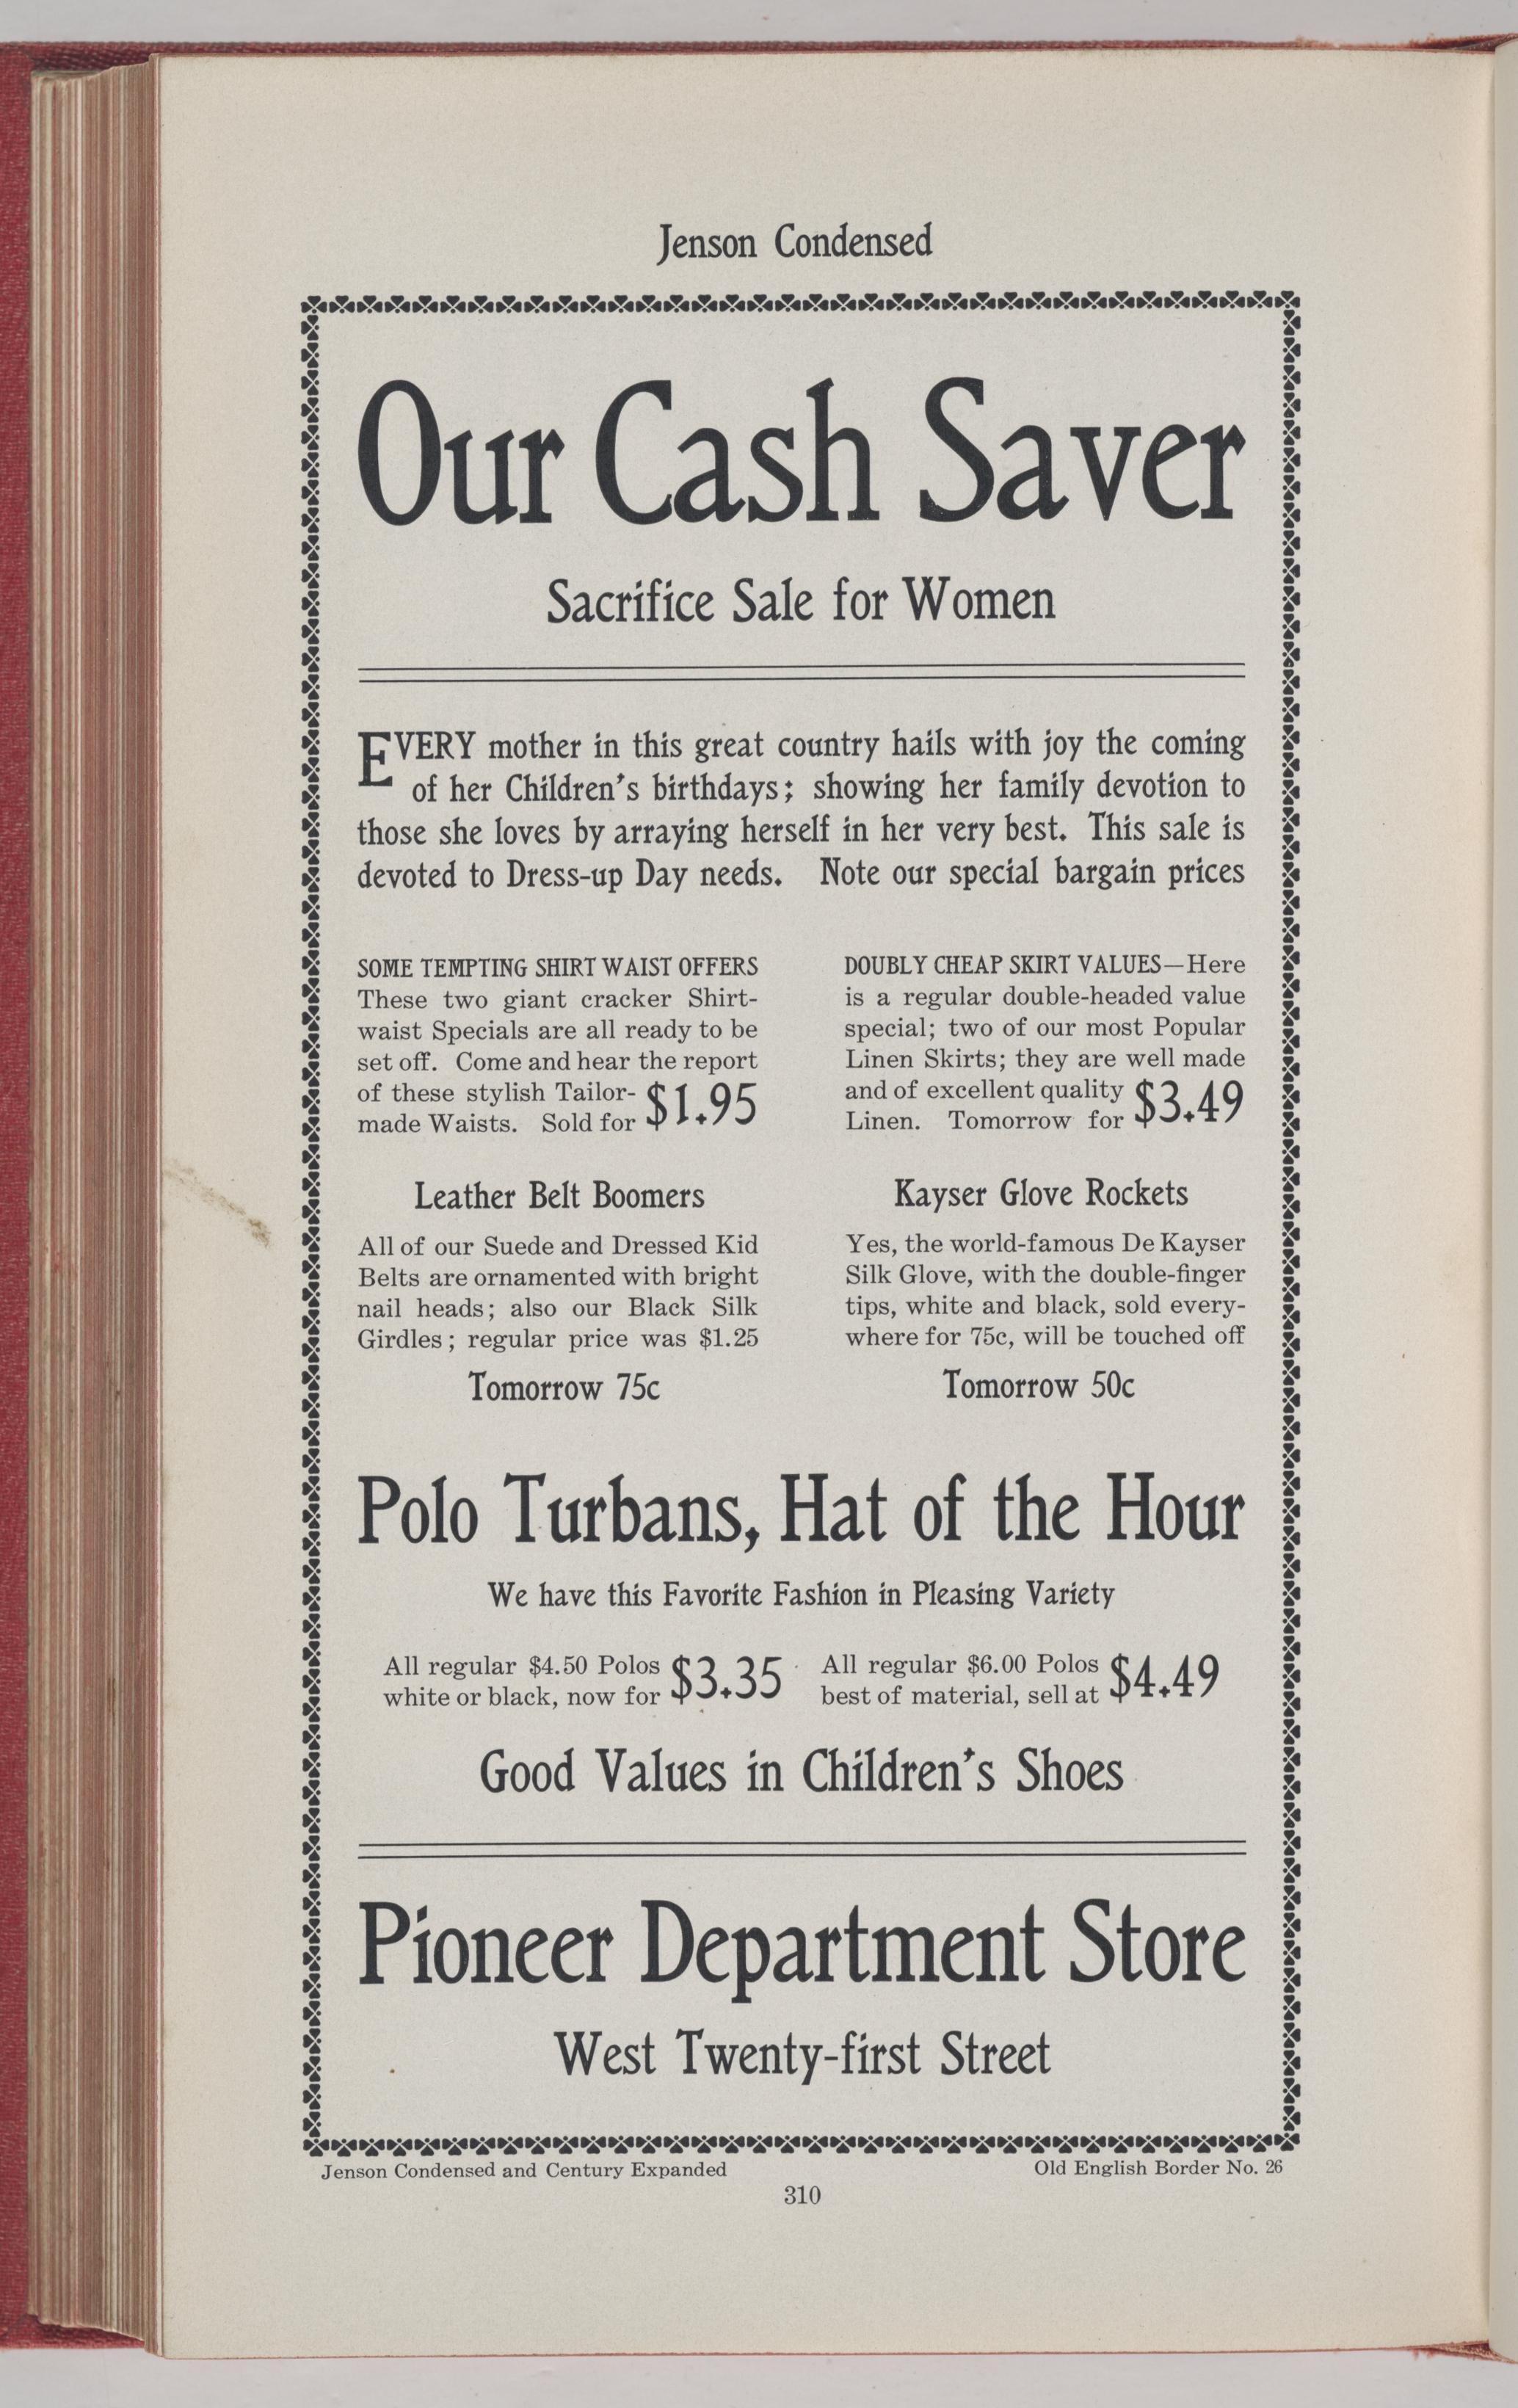 Jenson Condensed
Our Cash Saver
Sacrifice Sale for Women
EVERY mother in this great country hails with joy the coming
of her Children's birthdays; showing her family devotion to
those she loves by arraying herself in her very best. This sale is
devoted to Dress-up Day needs. Note our special bargain prices
SOME TEMPTING SHIRT WAIST OFFERS
These two giant cracker Shirt-
waist Specials are all ready to be
set off. Come and hear the report
of these stylish Tailor-
made Waists. Sold for $1.95
DOUBLY CHEAP SKIRT VALUES—Here
is a regular double-headed value
special; two of our most Popular
Linen Skirts; they are well made
and of excellent quality
Linen. Tomorrow for $3.49
Leather Belt Boomers
All of our Suede and Dressed Kid
Belts are ornamented with bright
nail heads; also our Black Silk
Girdles; regular price was $1.25
Tomorrow 75c
Kayser Glove Rockets
Yes, the world-famous De Kayser
Silk Glove, with the double-finger
tips, white and black, sold every-
where for 75c, will be touched off
Tomorrow 50c
Polo Turbans, Hat of the Hour
We have this Favorite Fashion in Pleasing Variety
All regular $4.50 Polos
white or black, now for $3.35
All regular $6.00 Polos
best of material, sell at $4.49
Good Values in Children's Shoes
Pioneer Department Store
West Twenty-first Street
Jenson Condensed and Century Expanded
Old English Border No. 26
310